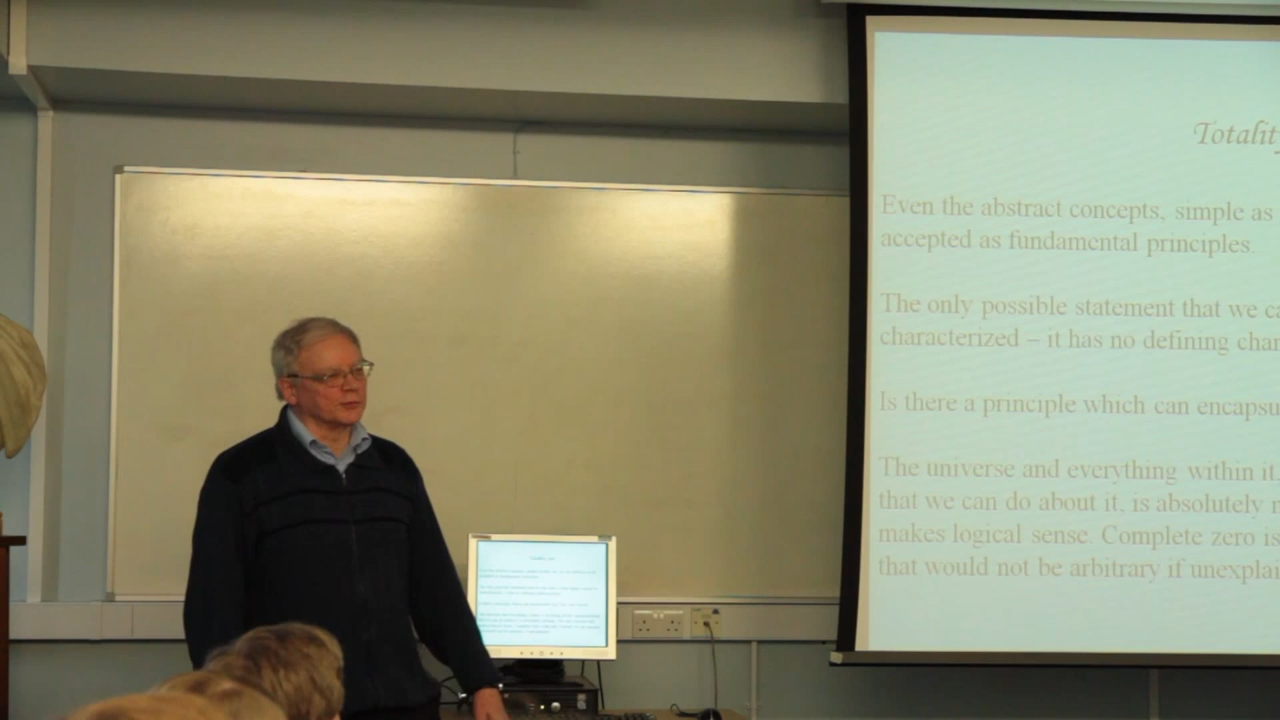 Totality
Even the abstract concepts, simple as
accepted as fundamental principles.
The only possible statement that we ca
characterized – it has no defining char
Is there a principle which can encapsu
The universe and everything within it,
that we can do about it, is absolutely n
makes logical sense. Complete zero is
that would not be arbitrary if unexplai